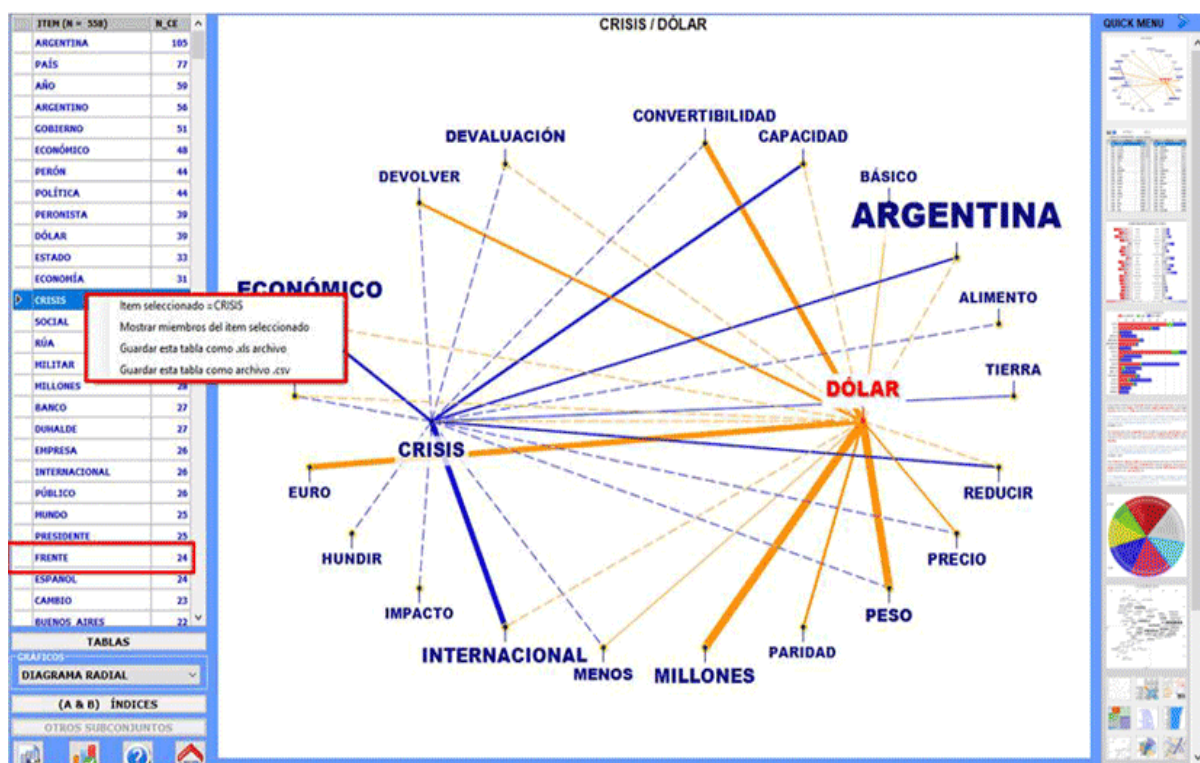 ITEM (N = 558) N_CE
ARGENTINA 105
PAÍS 77
AÑO 59
ARGENTINO 56
GOBIERNO 51
ECONÓMICO 48
PERÓN 44
POLÍTICA 44
PERONISTA 39
DÓLAR 39
ESTADO 33
ECONOMÍA 31
CRISIS
SOCIAL
RÚA
MILITAR
MILLONES 28
BANCO 27
DUHALDE 27
EMPRESA 26
INTERNACIONAL 26
PÚBLICO 26
MUNDO 25
PRESIDENTE 25
FRENTE 24
ESPAÑOL 24
CAMBIO 23
BUENOS AIRES 22
TABLAS
GRÁFICOS
DIAGRAMA RADIAL
(A & B) ÍNDICES
OTROS SUBCONJUNTOS
Item seleccionado =CRISIS
Mostrar miembros del item seleccionado
Guardar esta tabla como .xls archivo
Guardar esta tabla como archivo .csv
CRISIS / DÓLAR
CONVERTIBILIDAD
DEVALUACIÓN
CAPACIDAD
DEVOLVER
BÁSICO
ARGENTINA
ECONÓMICO
ALIMENTO
TIERRA
DÓLAR
CRISIS
EURO
REDUCIR
HUNDIR
PRECIO
IMPACTO
PESO
INTERNACIONAL
MENOS
MILLONES
PARIDAD
QUICK MENU